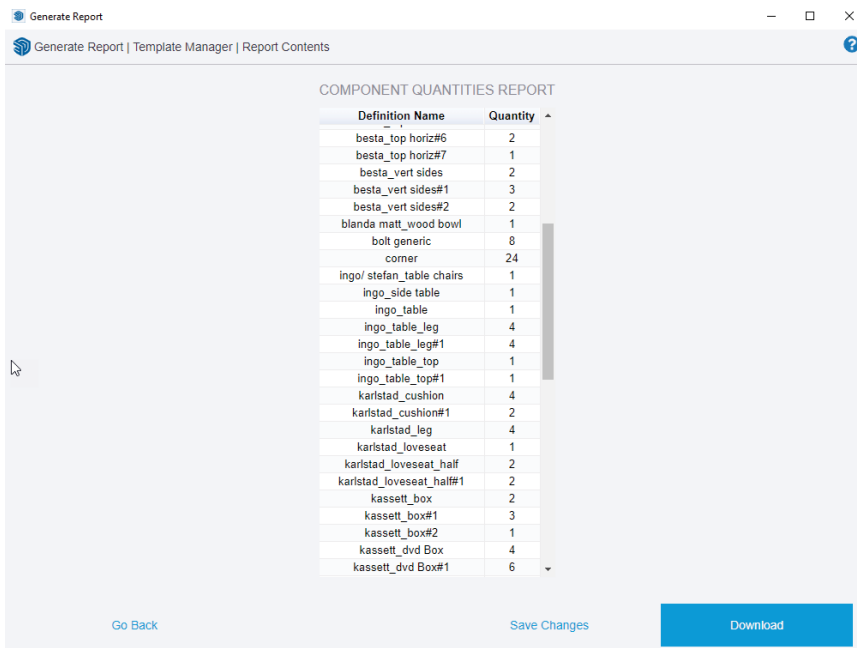 Generate Report
Generate Report | Template Manager | Report Contents
?
COMPONENT QUANTITIES REPORT
Definition Name Quantity
besta_top horiz#6 2
besta_top horiz#7 1
besta_vert sides 2
besta_vert sides#1 3
besta_vert sides#2 2
blanda matt_wood bowl 1
bolt generic 8
corner 24
ingo/ stefan_table chairs 1
ingo_side table 1
ingo_table 1
ingo_table_leg 4
ingo_table_leg#1 4
ingo_table_top 1
ingo_table_top#1 1
karlstad_cushion 4
karlstad_cushion#1 2
karlstad_leg 4
karlstad_loveseat 1
karlstad_loveseat_half 2
karlstad_loveseat_half#1 2
kassett_box 2
kassett_box#1 3
kassett_box#2 1
kassett_dvd Box 4
kassett_dvd Box#1 6
Go Back Save Changes Download